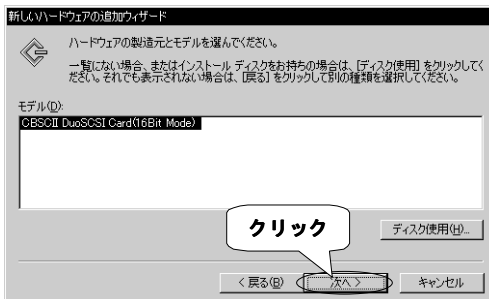 新しいハードウェアの追加ウィザード
ハードウェアの製造元とモデルを選んでください。
一覧にない場合、またはインストール ディスクをお持ちの場合は、[ディスク使用] をクリックしてく
ださい。それでも表示されない場合は、[戻る] をクリックして別の種類を選択してください。
モデル(D):
CBSCII DuoSCSI Card(16Bit Mode)
クリック
ディスク使用(H)...
< 戻る(B)
次へ >
キャンセル